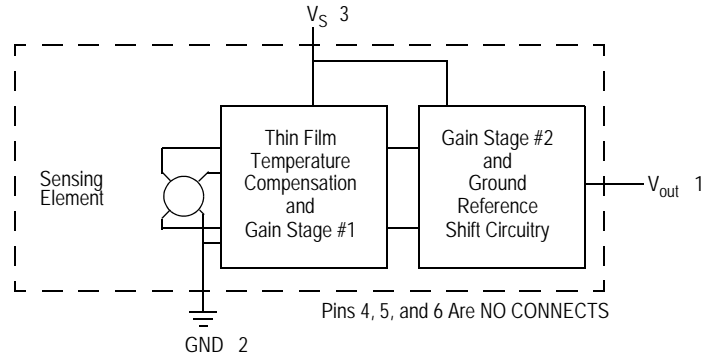 VS 3
Thin Film
Temperature
Compensation
and
Gain Stage #1
Gain Stage #2
and
Ground
Reference
Shift Circuitry
Sensing
Element
Vout 1
Pins 4, 5, and 6 Are NO CONNECTS
GND 2